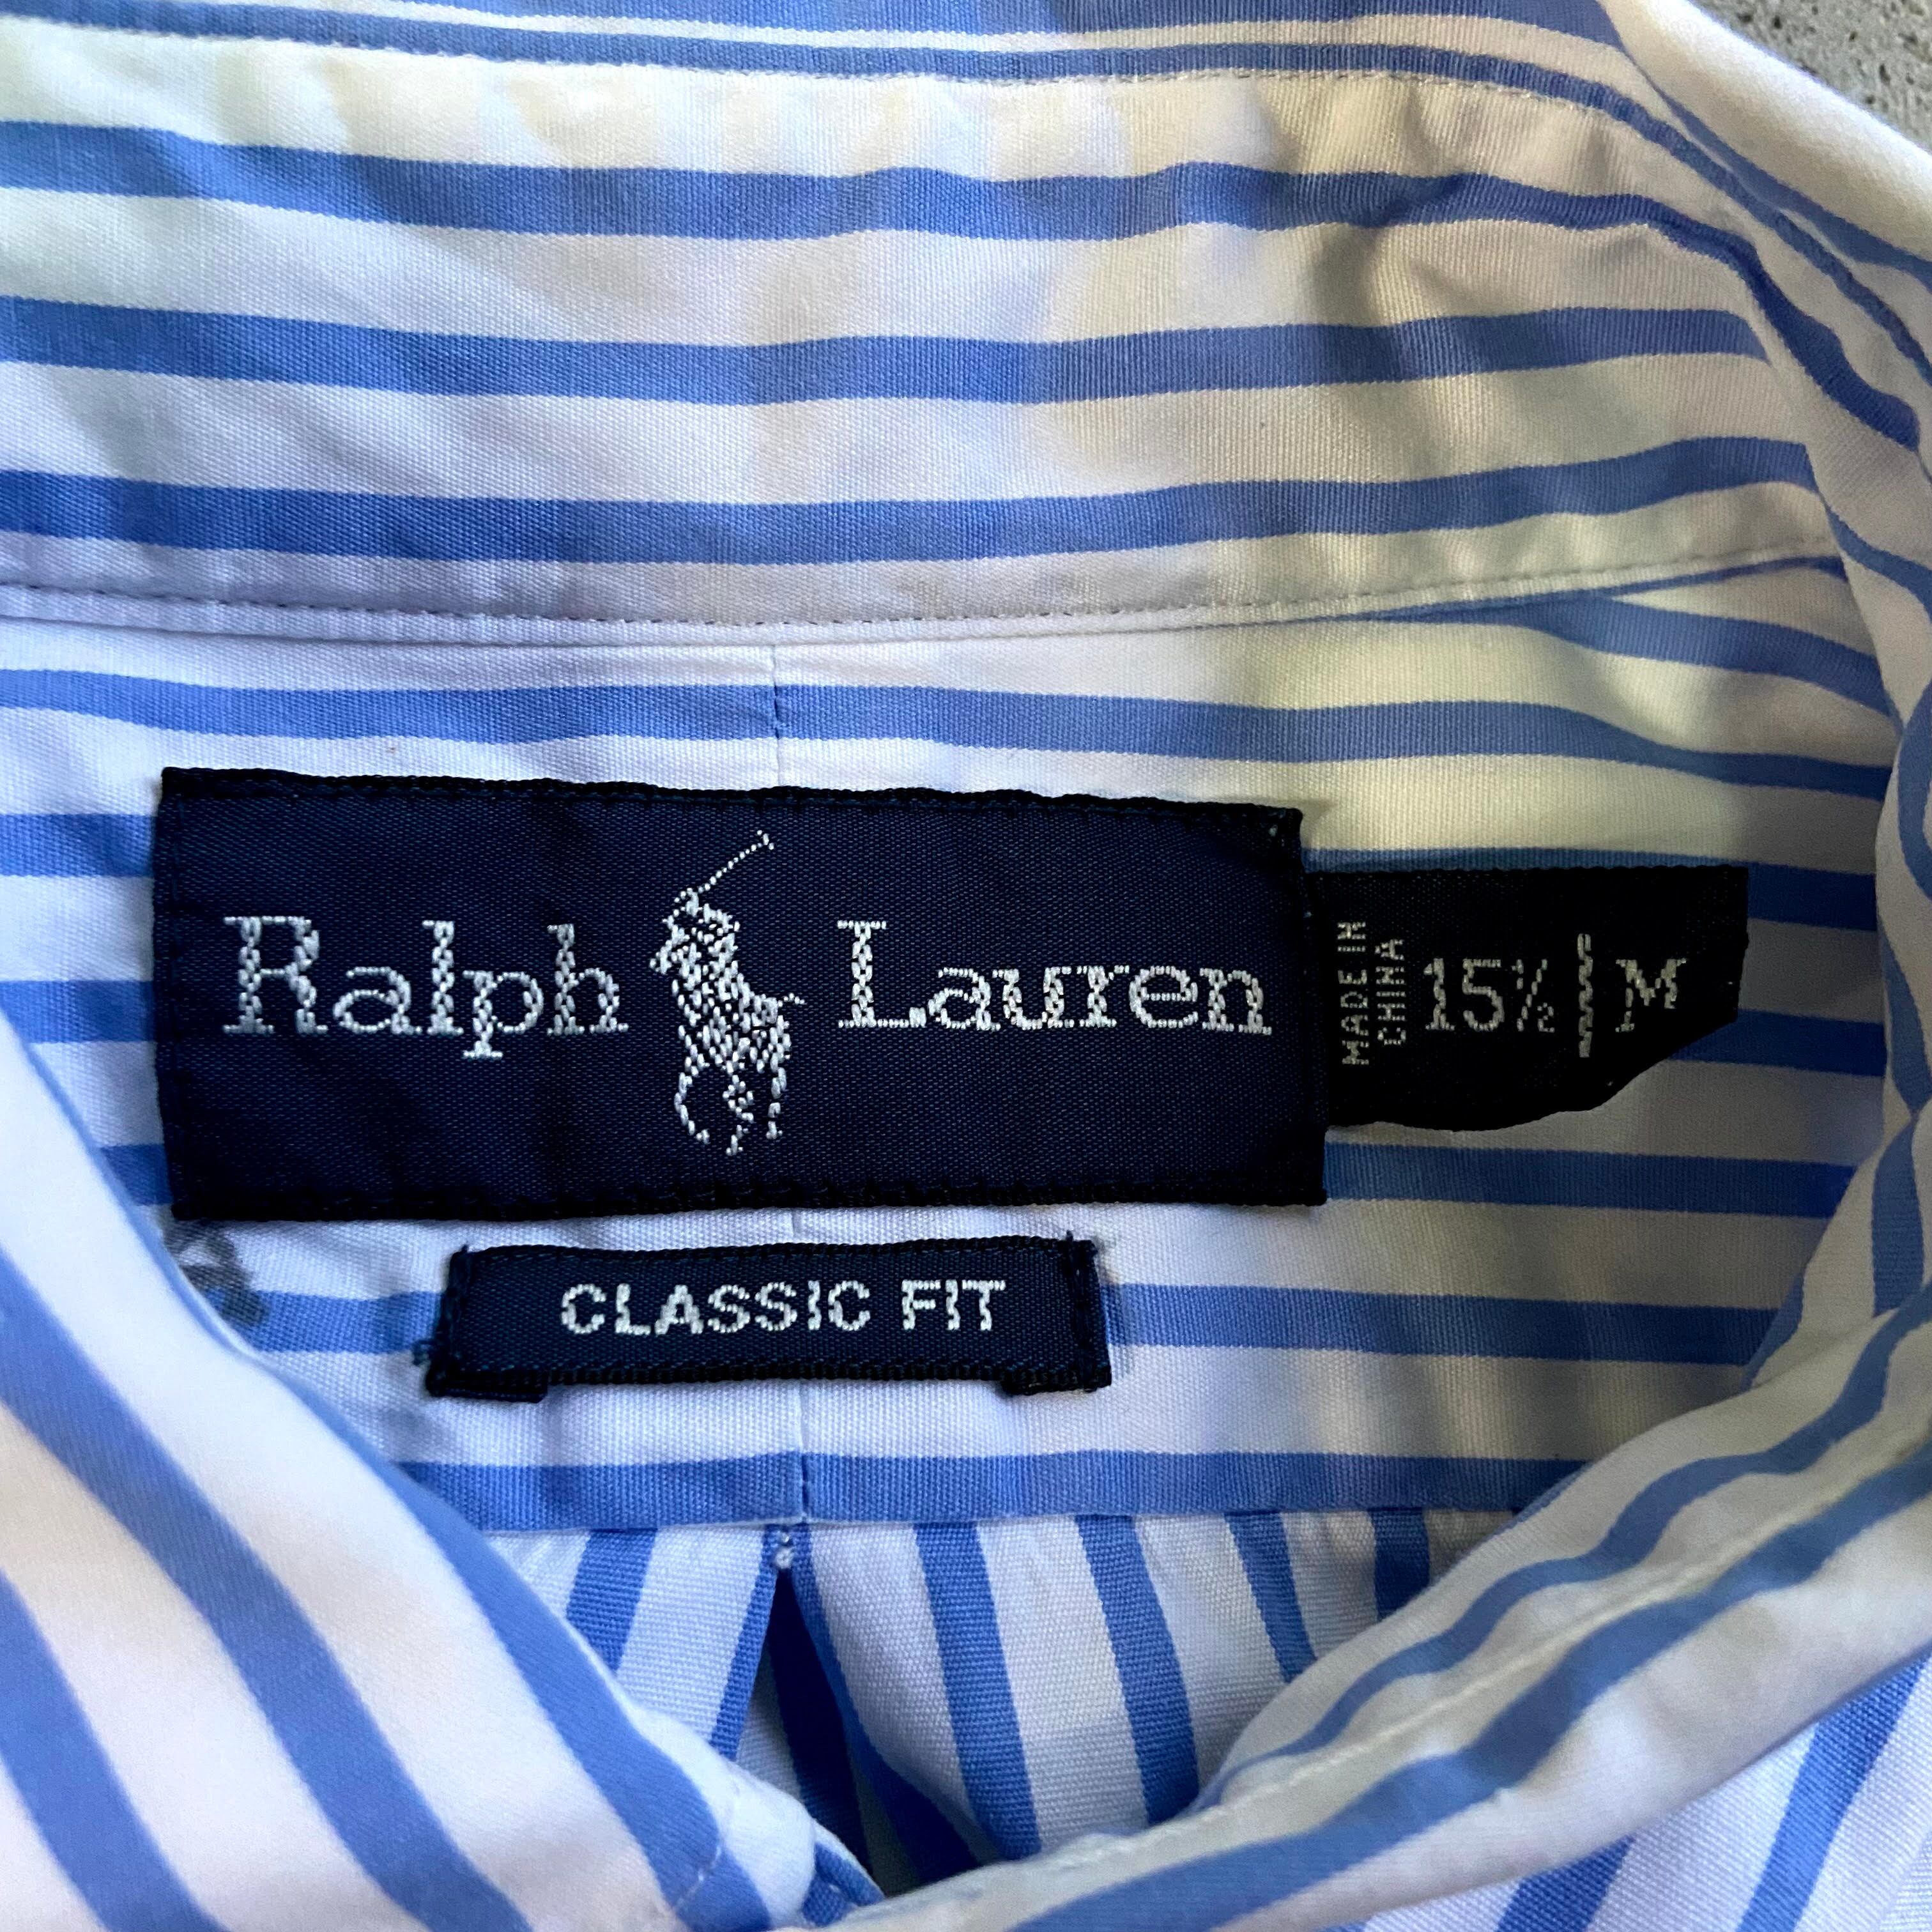 Ralph Lauren
MADE IN
CHINA
15½ | M
CLASSIC FIT